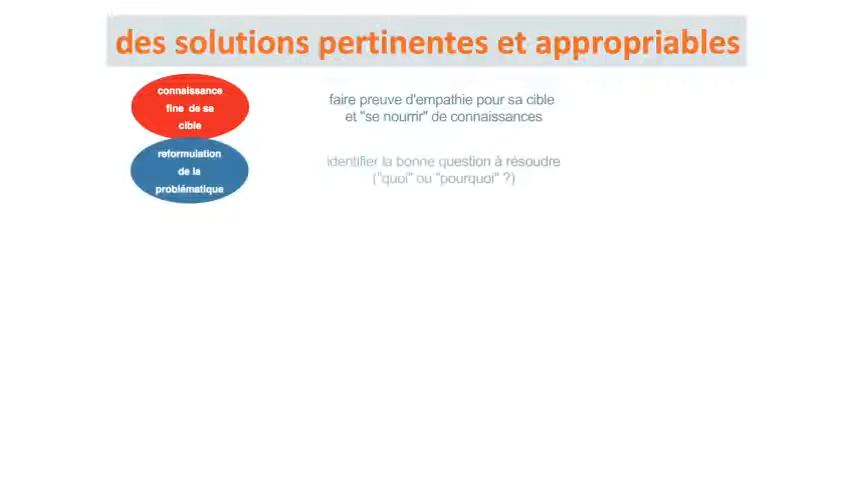 des solutions pertinentes et appropriables
connaissance
fine de sa
cible
faire preuve d'empathie pour sa cible
et "se nourrir" de connaissances
reformulation
de la
problématique
identifier la bonne question à résoudre
("quoi" ou "pourquoi" ?)